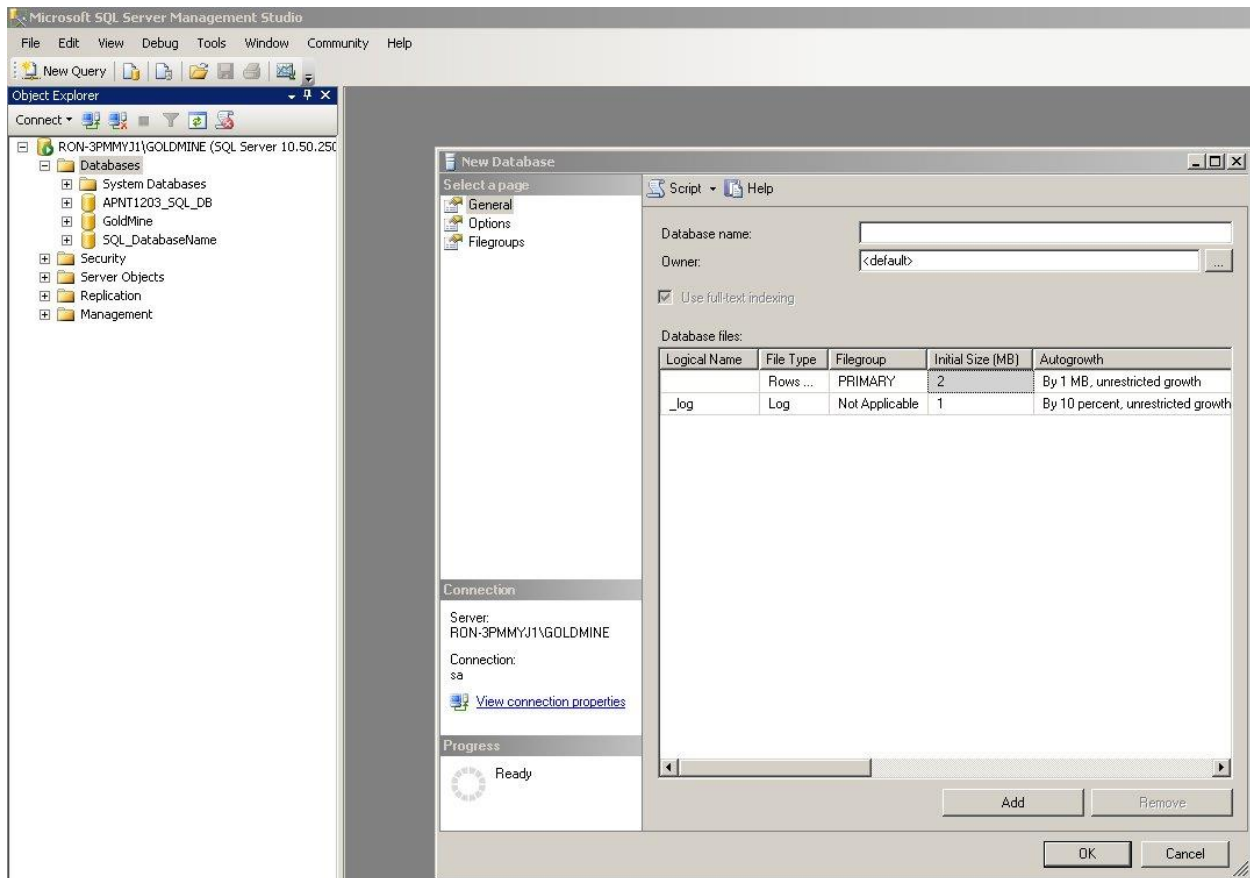 Microsoft SQL Server Management Studio
File Edit View Debug Tools Window Community Help
New Query
Object Explorer
Connect
RON-3PMMYJ1\GOLDMINE (SQL Server 10.50.250
Databases
System Databases
APNT1203_SQL_DB
GoldMine
SQL_DatabaseName
Security
Server Objects
Replication
Management
New Database
Select a page
General
Options
Filegroups
Script Help
Database name:
Owner: <default> ...
Use full-text indexing
Database files:
Logical Name File Type Filegroup Initial Size (MB) Autogrowth
Rows ... PRIMARY 2 By 1 MB, unrestricted growth
_log Log Not Applicable 1 By 10 percent, unrestricted growth
Connection
Server:
RON-3PMMYJ1\GOLDMINE
Connection:
sa
View connection properties
Progress
Ready
Add Remove
OK Cancel